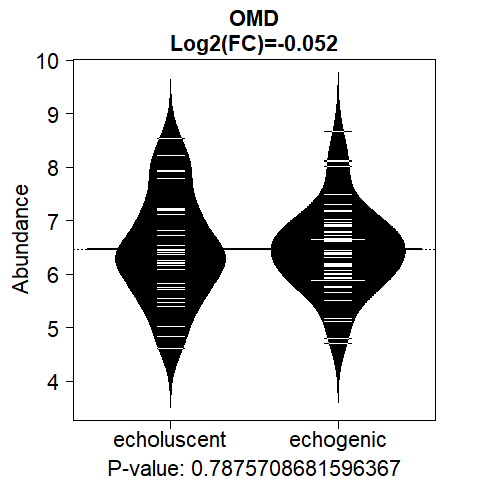 OMD
Log2(FC)=-0.052
Abundance
10
9
8
7
6
5
4
echoluscent echogenic
P-value: 0.7875708681596367